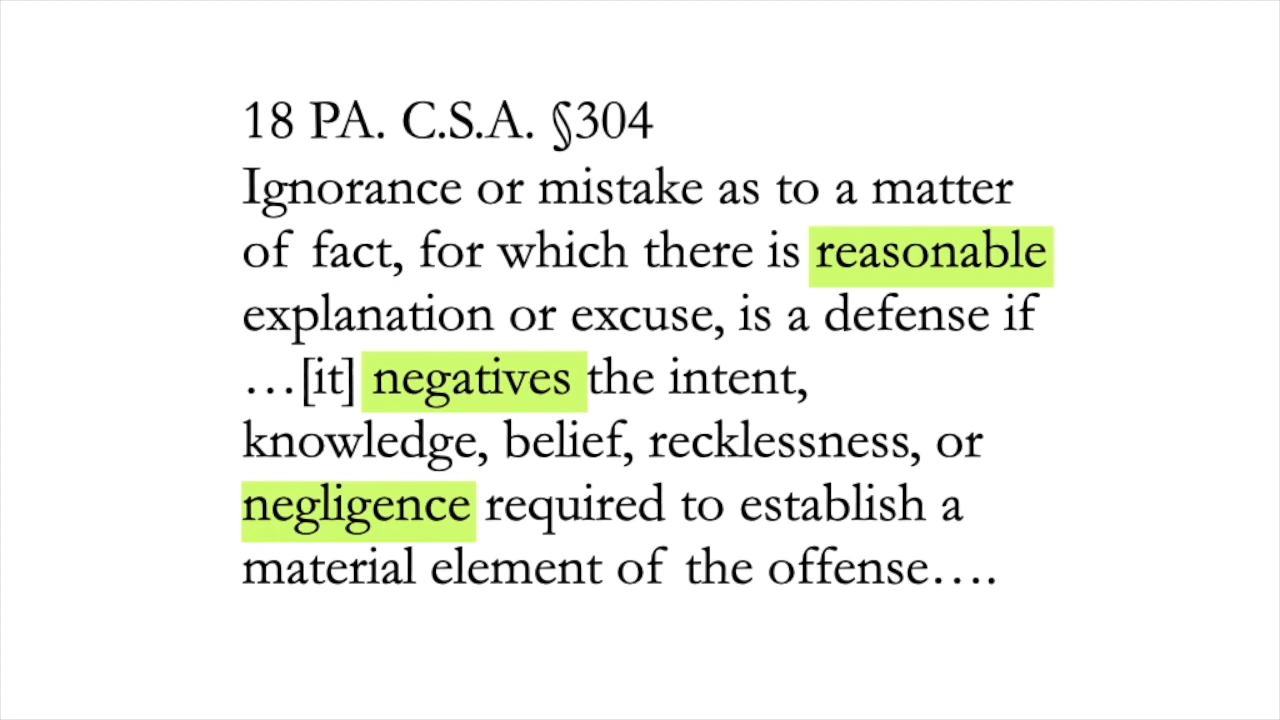 18 PA. C.S.A. §304
Ignorance or mistake as to a matter
of fact, for which there is reasonable
explanation or excuse, is a defense if
…[it] negatives the intent,
knowledge, belief, recklessness, or
negligence required to establish a
material element of the offense….